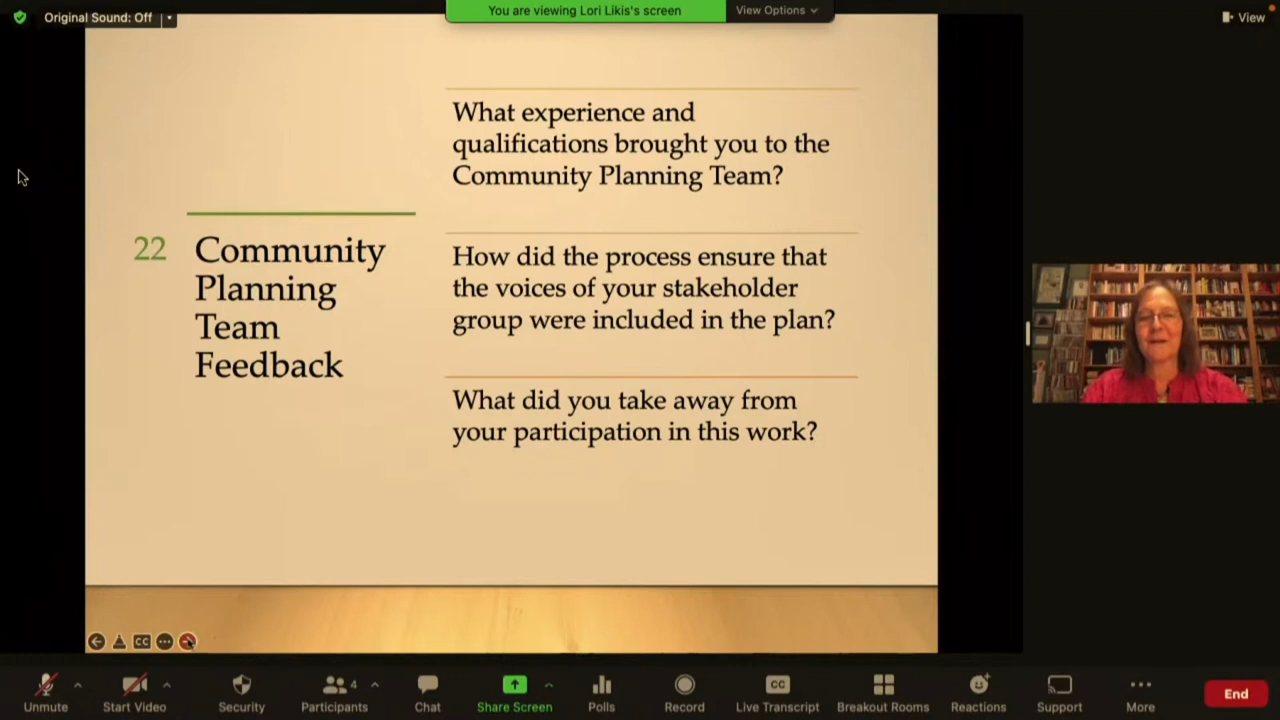 Original Sound: Off
You are viewing Lori Likis's screen
View Options
View
What experience and
qualifications brought you to the
Community Planning Team?
22
Community
Planning
Team
Feedback
How did the process ensure that
the voices of your stakeholder
group were included in the plan?
What did you take away from
your participation in this work?
CC
Unmute
Start Video
Security
4
Participants
Chat
Share Screen
Polls
Record
CC
Live Transcript
Breakout Rooms
Reactions
Support
More
End